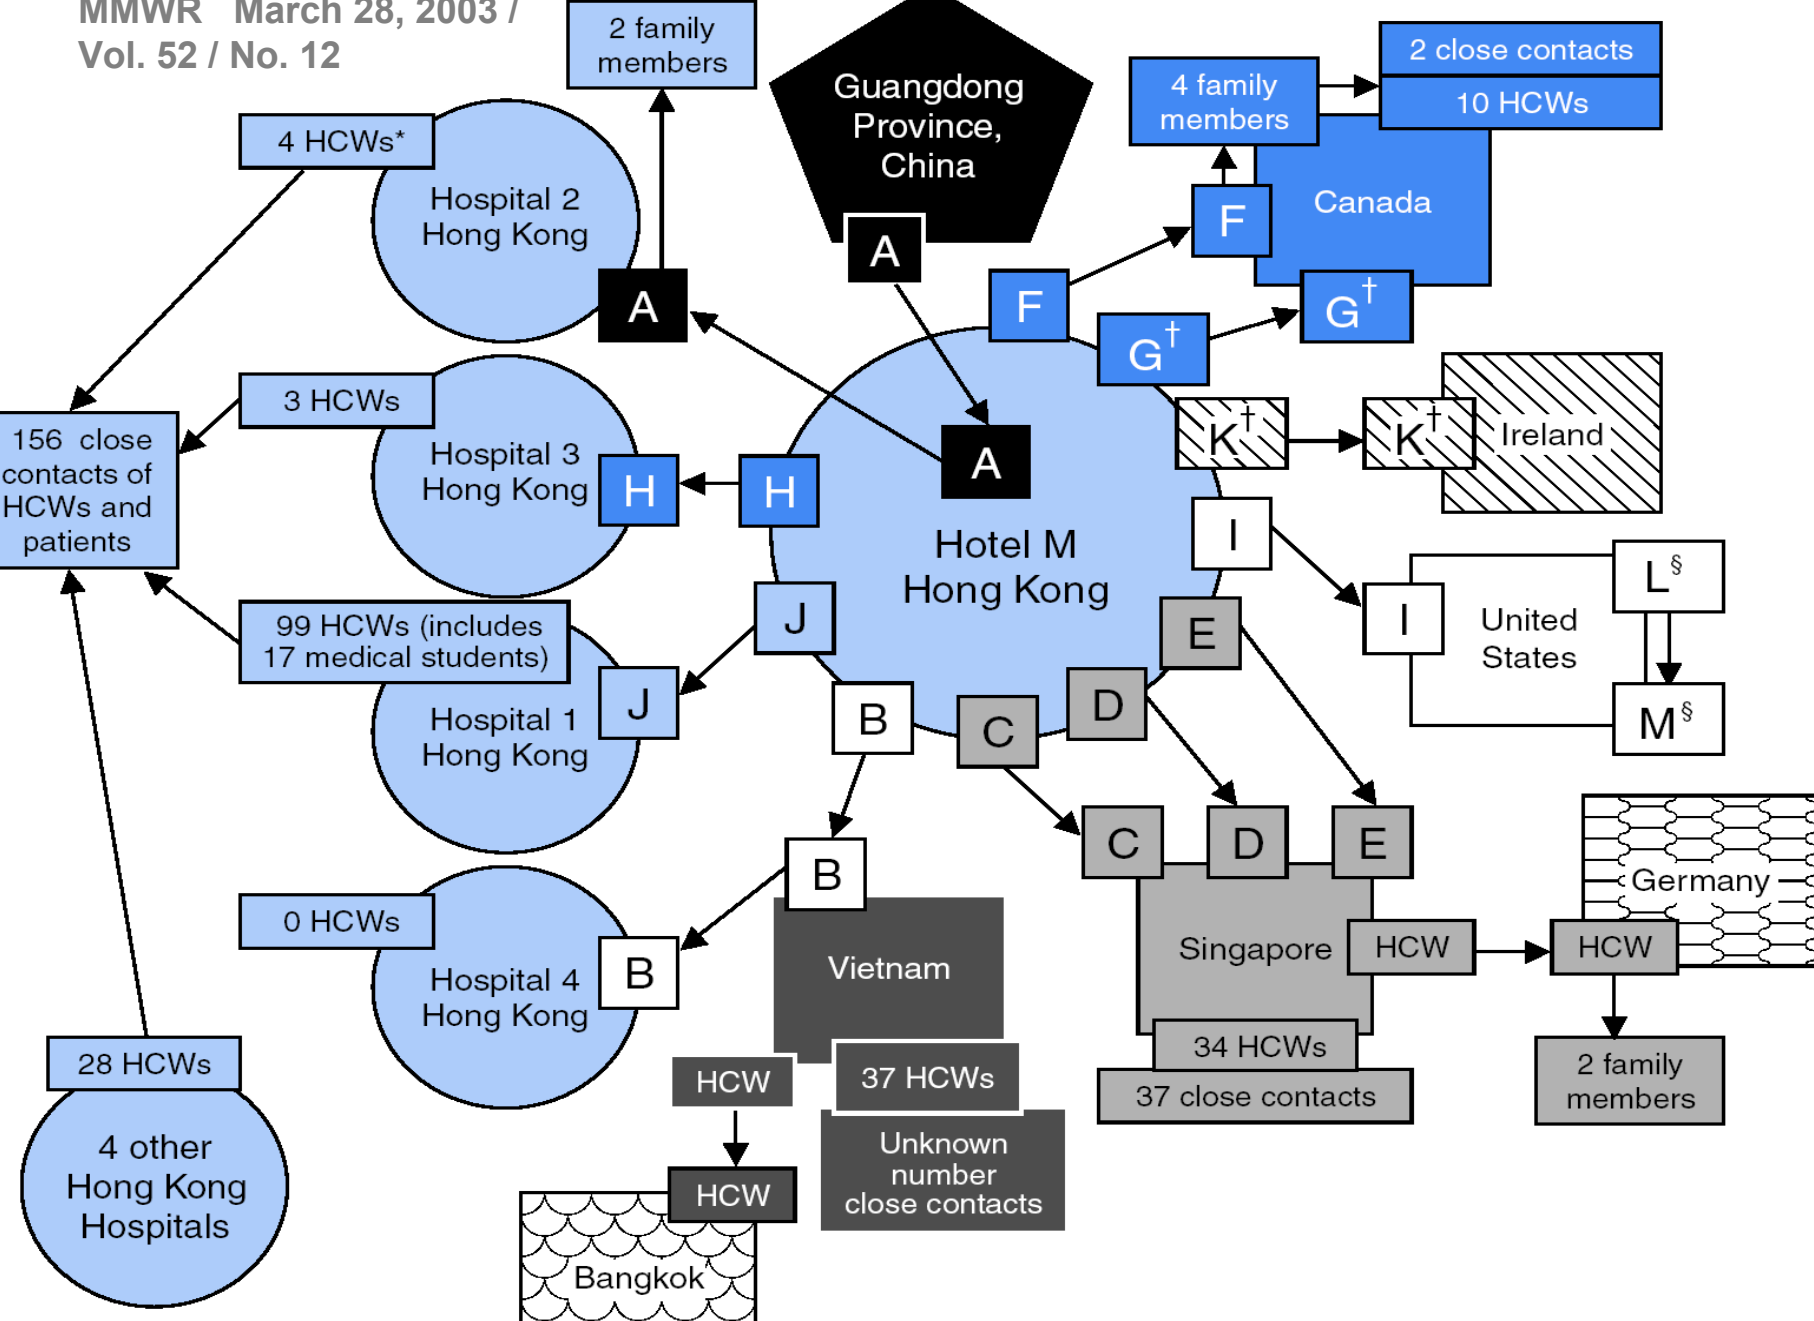 MMWR   March 28, 2003 /
Vol. 52 / No. 12
2 family
members
Guangdong
Province,
China
A
4 family
members
2 close contacts
10 HCWs
Canada
F
G†
4 HCWs*
Hospital 2
Hong Kong
A
F
G†
K†
K†
Ireland
3 HCWs
Hospital 3
Hong Kong
H
H
A
Hotel M
Hong Kong
156 close
contacts of
HCWs and
patients
I
I
United
States
L§
M§
99 HCWs (includes
17 medical students)
Hospital 1
Hong Kong
J
J
B
C
D
E
0 HCWs
Hospital 4
Hong Kong
B
B
Vietnam
C
D
E
Singapore
HCW
HCW
Germany
34 HCWs
37 close contacts
2 family
members
28 HCWs
4 other
Hong Kong
Hospitals
HCW
37 HCWs
Unknown
number
close contacts
HCW
Bangkok